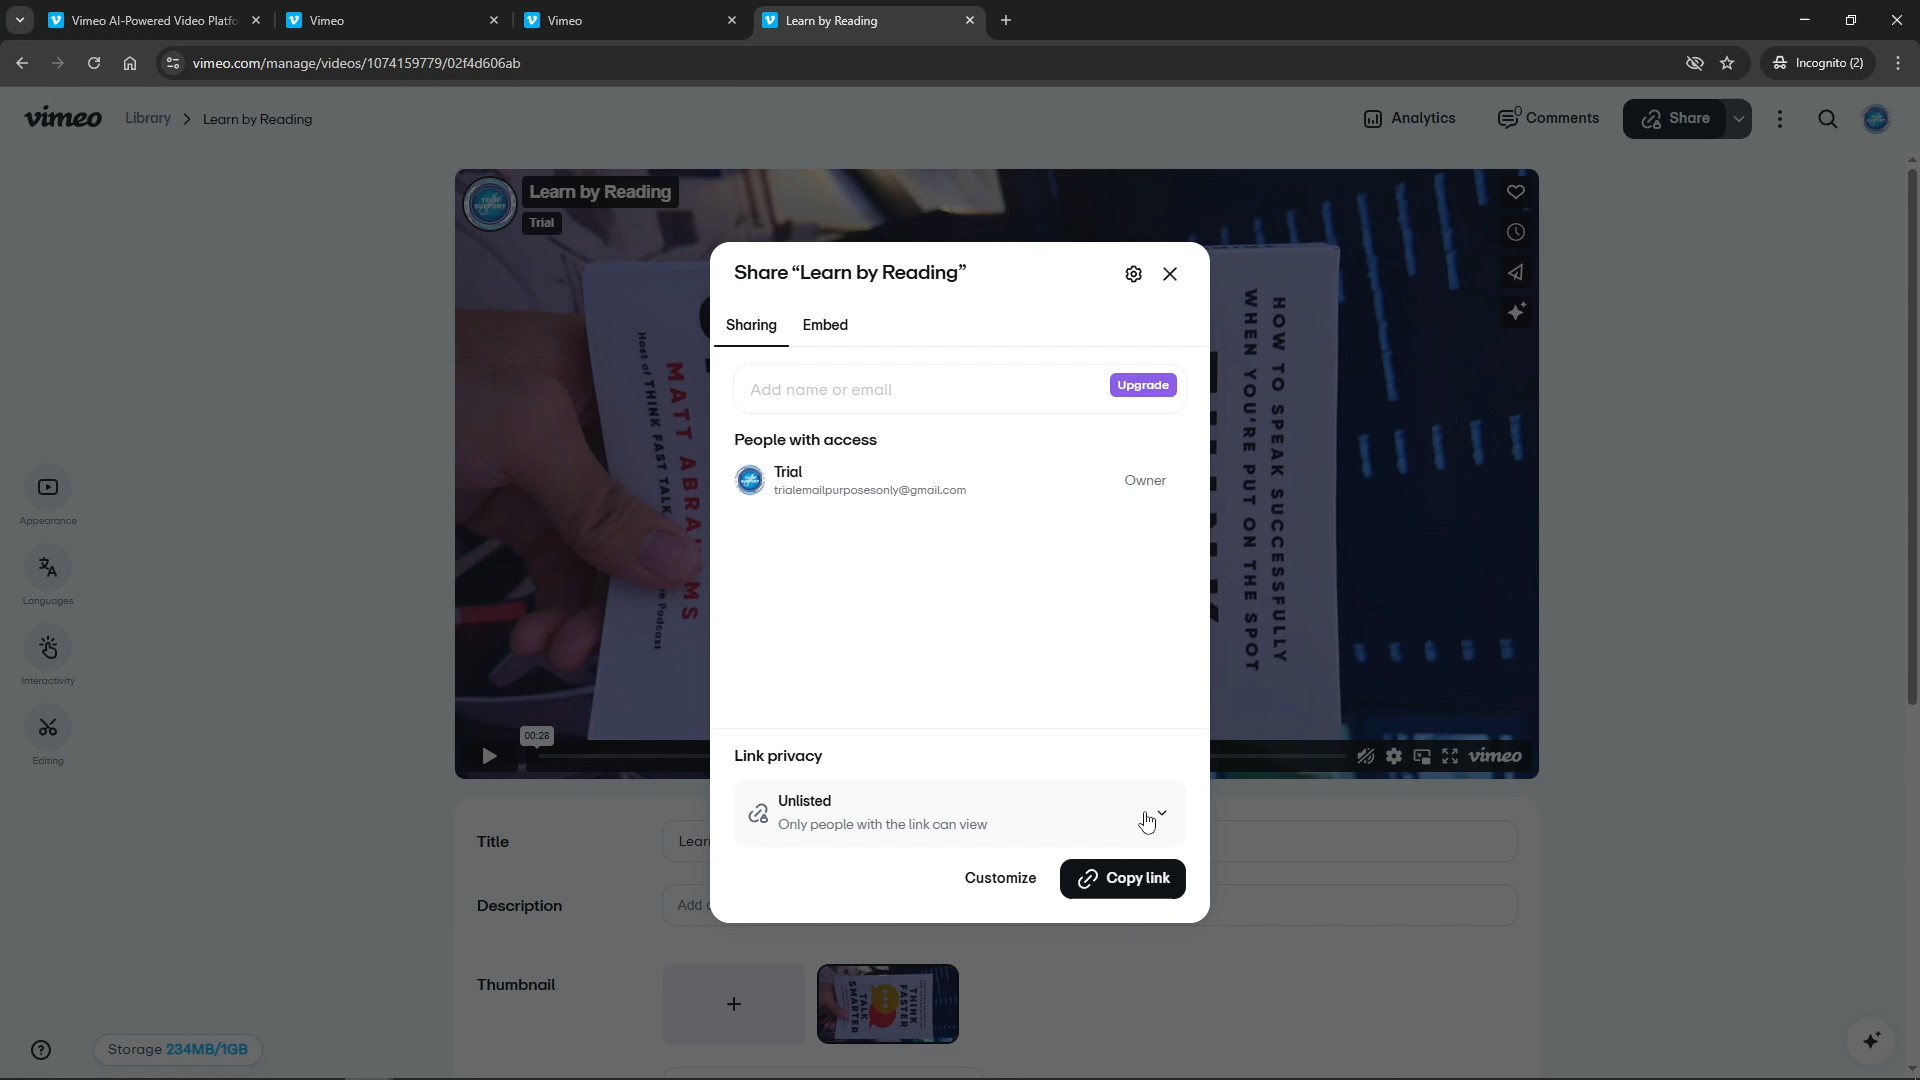 Vimeo AI-Powered Video Platfo
Vimeo
Vimeo
Learn by Reading
vimeo.com/manage/videos/1074159779/02f4d606ab
Incognito (2)
vimeo
Library > Learn by Reading
Analytics
0
Comments
Share
Learn by Reading
Trial
TECH SUPPORT
Share “Learn by Reading”
Sharing
Embed
Add name or email
Upgrade
People with access
Trial
trialemailpurposesonly@gmail.com
Owner
Link privacy
Unlisted
Only people with the link can view
Customize
Copy link
Host of THINK FAST TALK
HOW TO SPEAK SUCCESSFULLY
WHEN YOU'RE PUT ON THE SPOT
00:28
vimeo
Appearance
Languages
Interactivity
Editing
Title
Lear
Description
Add
Thumbnail
THINK FASTER
TALK SMARTER
Storage 234MB/1GB